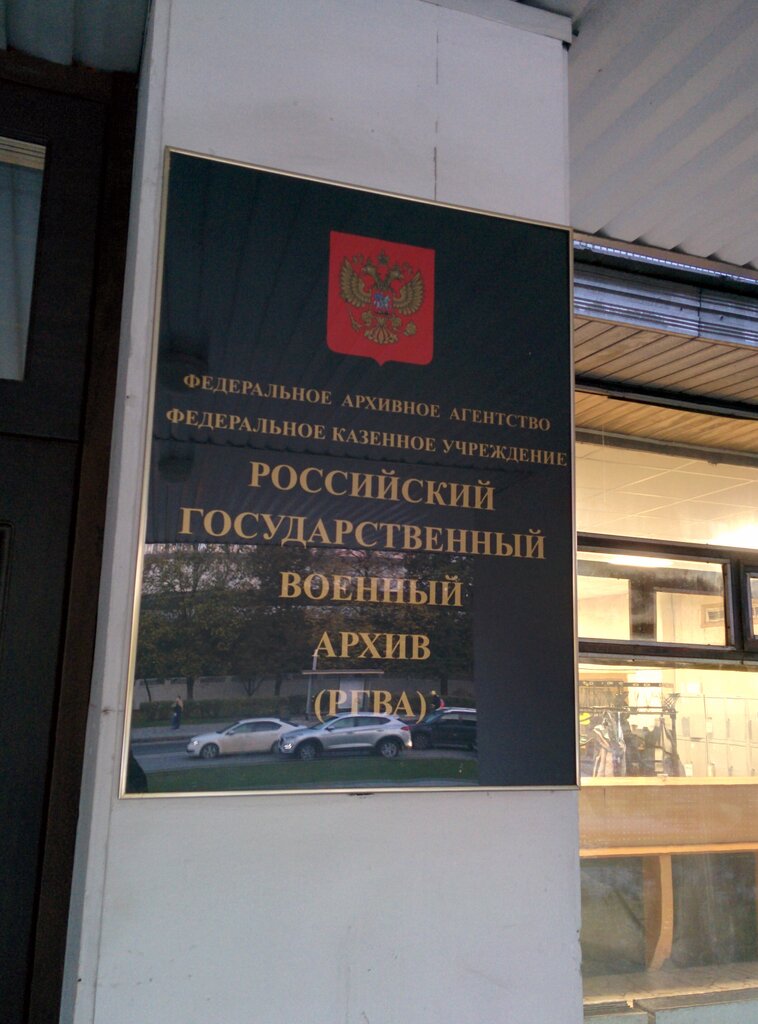 ФЕДЕРАЛЬНОЕ АРХИВНОЕ АГЕНТСТВО
ФЕДЕРАЛЬНОЕ КАЗЕННОЕ УЧРЕЖДЕНИЕ
РОССИЙСКИЙ
ГОСУДАРСТВЕННЫЙ
ВОЕННЫЙ
АРХИВ
(РГВА)